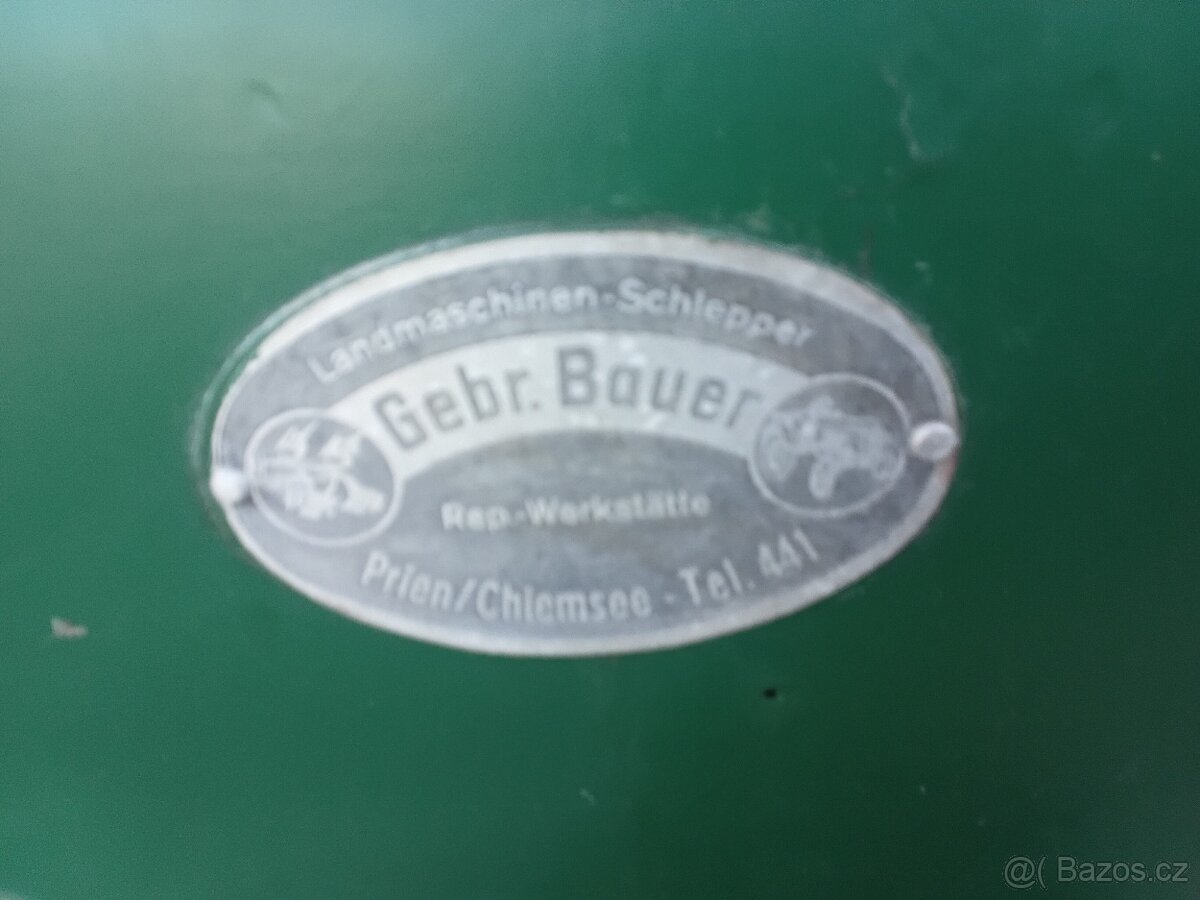 Landmaschinen-Schlepper
Gebr. Bauer
Rep.-Werkstätte
Prien/Chiemsee - Tel. 441
@( Bazos.cz